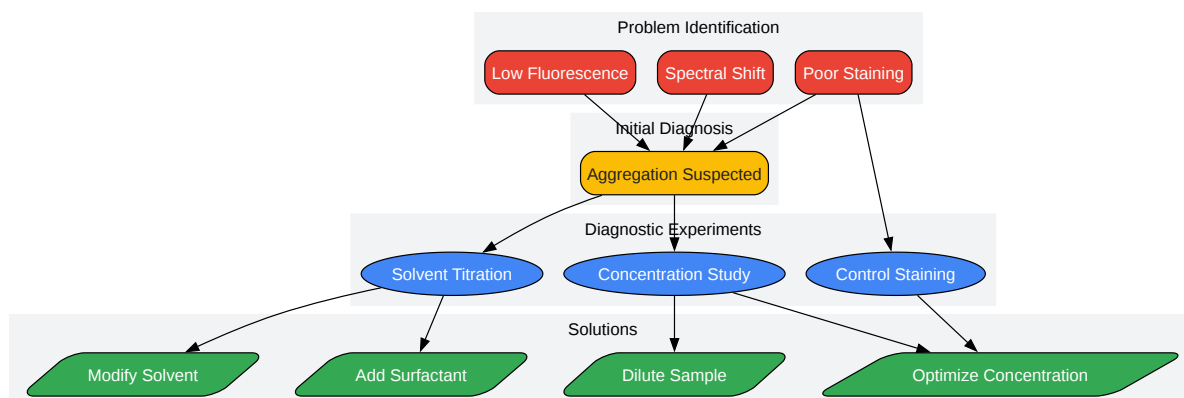 Problem Identification
Low Fluorescence
Spectral Shift
Poor Staining
Initial Diagnosis
Aggregation Suspected
Diagnostic Experiments
Solvent Titration
Concentration Study
Control Staining
Solutions
Modify Solvent
Add Surfactant
Dilute Sample
Optimize Concentration